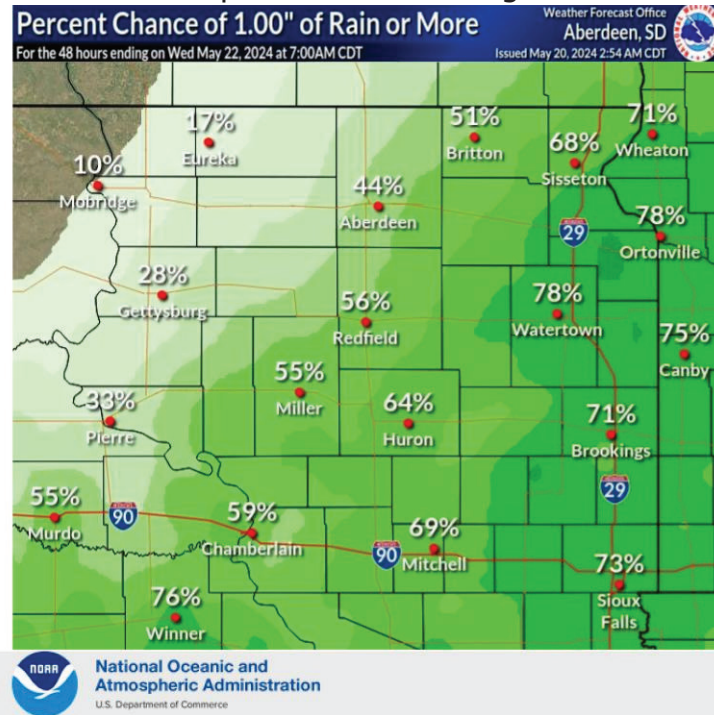 Percent Chance of 1.00" of Rain or More
For the 48 hours ending on Wed May 22, 2024 at 7:00AM CDT
Weather Forecast Office
Aberdeen, SD
Issued May 20, 2024 2:54 AM CDT
17%
Eureka
51%
Britton
71%
Wheaton
68%
Sisseton
10%
Mobridge
44%
Aberdeen
29
78%
Ortonville
28%
Gettysburg
56%
Redfield
78%
Watertown
75%
Canby
55%
Miller
33%
Pierre
64%
Huron
71%
Brookings
29
55%
Murdo
90
59%
Chamberlain
90
69%
Mitchell
73%
Sioux
Falls
76%
Winner
NOAA
National Oceanic and
Atmospheric Administration
U.S. Department of Commerce